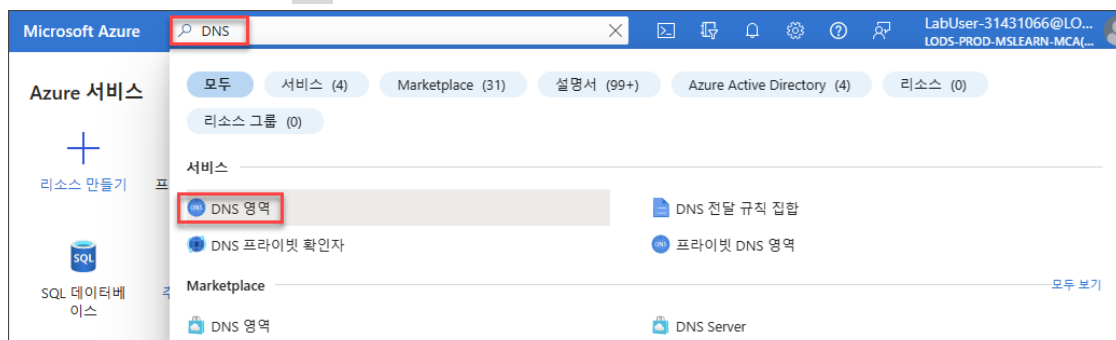 Microsoft Azure
DNS
LabUser-31431066@LO...
LODS-PROD-MSLEARN-MCA(...
Azure 서비스
모두
서비스 (4)
Marketplace (31)
설명서 (99+)
Azure Active Directory (4)
리소스 (0)
리소스 그룹 (0)
리소스 만들기
프
서비스
DNS 영역
DNS 전달 규칙 집합
DNS 프라이빗 확인자
프라이빗 DNS 영역
SQL
SQL 데이터베
이스
Marketplace
모두 보기
DNS 영역
DNS Server